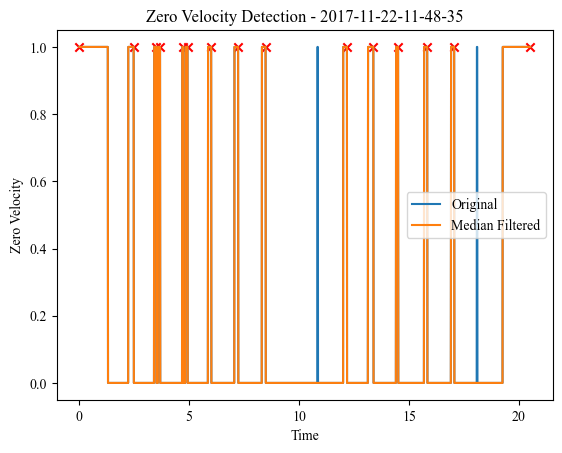 Zero Velocity Detection - 2017-11-22-11-48-35
1.0
0.8
0.6
0.4
0.2
0.0
Zero Velocity
Original
Median Filtered
0
5
10
15
20
Time